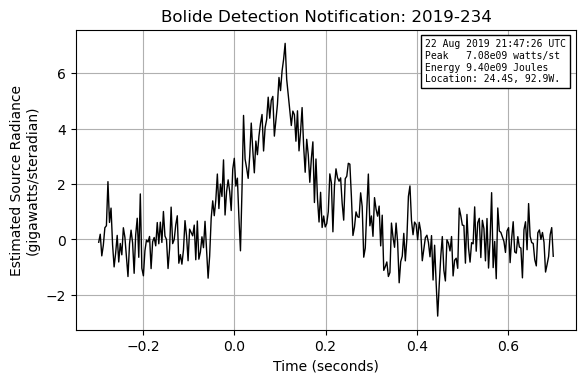 Bolide Detection Notification: 2019-234
22 Aug 2019 21:47:26 UTC
Peak   7.08e09 watts/st
Energy 9.40e09 Joules
Location: 24.4S, 92.9W.
Estimated Source Radiance
(gigawatts/steradian)
6
4
2
0
−2
−0.2 0.0 0.2 0.4 0.6
Time (seconds)